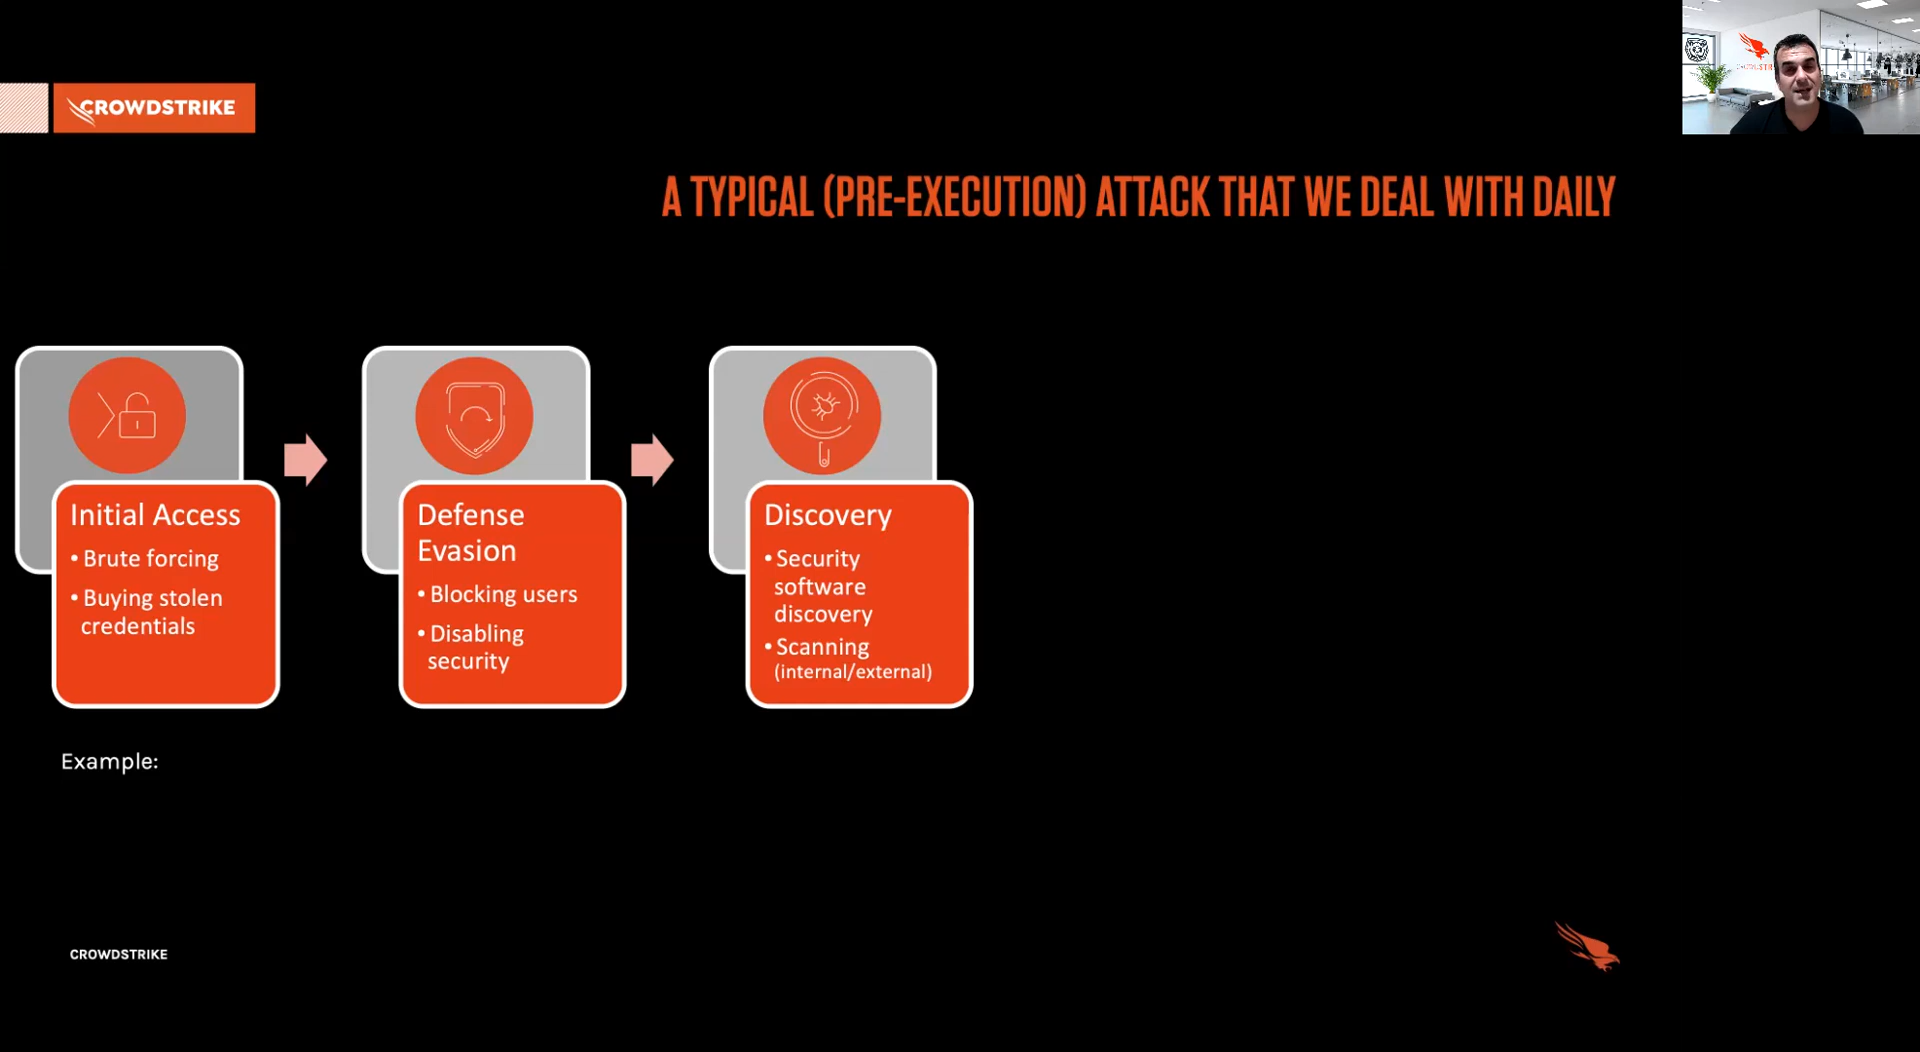 CROWDSTRIKE
A TYPICAL (PRE-EXECUTION) ATTACK THAT WE DEAL WITH DAILY
Initial Access
• Brute forcing
• Buying stolen
credentials
Defense
Evasion
• Blocking users
• Disabling
security
Discovery
• Security
software
discovery
• Scanning
(internal/external)
Example:
CROWDSTRIKE